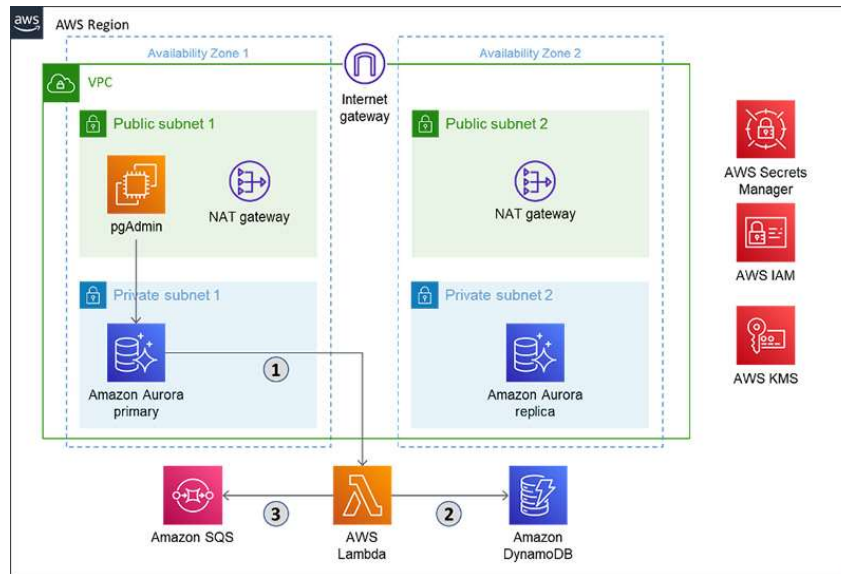 aws
AWS Region
Availability Zone 1
Availability Zone 2
VPC
Internet
gateway
Public subnet 1
Public subnet 2
pgAdmin
NAT gateway
NAT gateway
AWS Secrets
Manager
AWS IAM
Private subnet 1
Private subnet 2
1
Amazon Aurora
primary
Amazon Aurora
replica
AWS KMS
3
2
Amazon SQS
AWS
Lambda
Amazon
DynamoDB